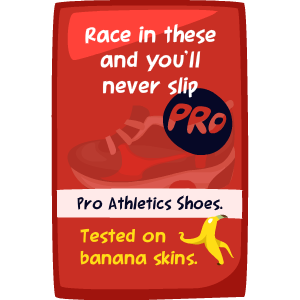 Race in these
and you'll
never slip
PRO
Pro Athletics Shoes.
Tested on
banana skins.